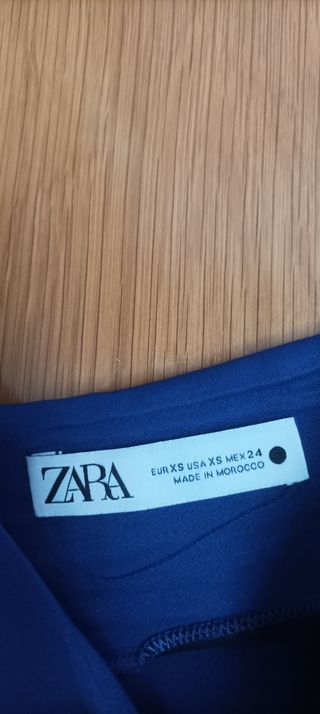 ZARA
EUR XS USA XS MEX 24
MADE IN MOROCCO